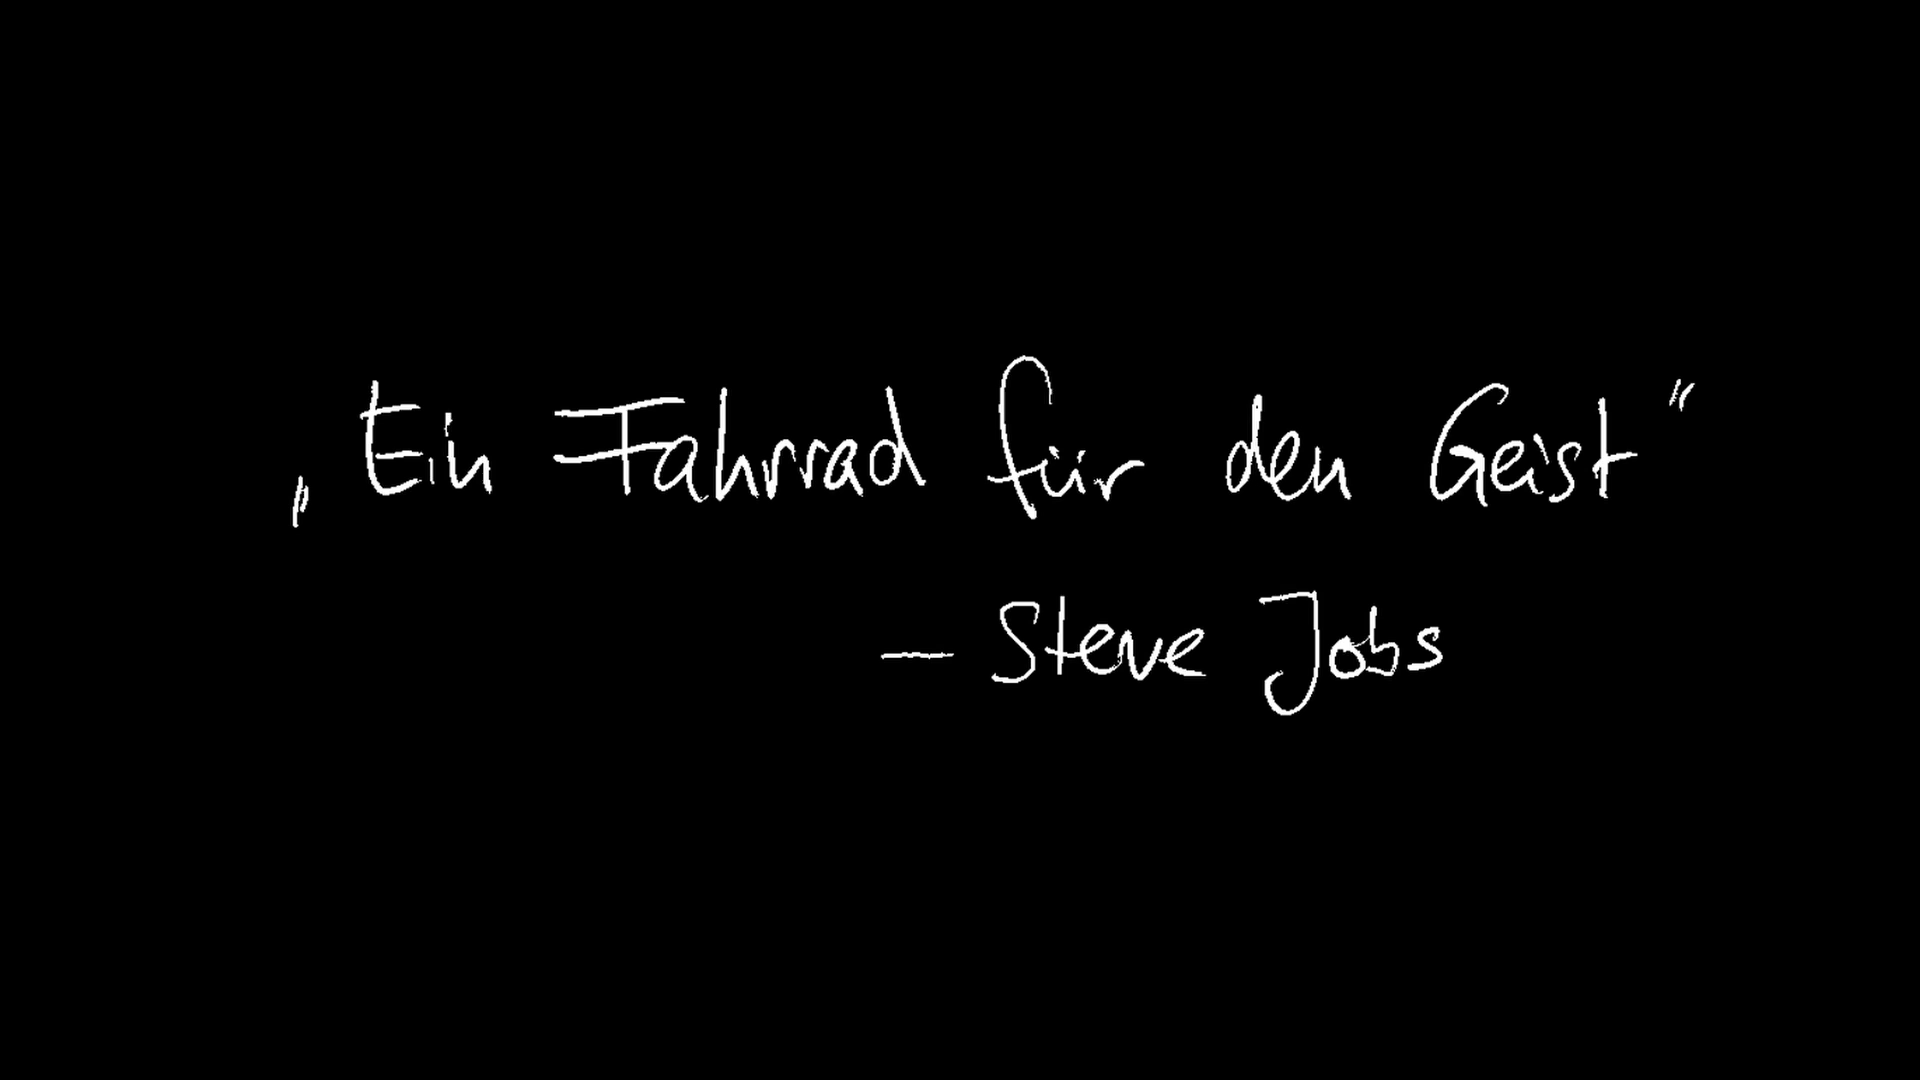 „Ein Fahrrad für den Geist“
— Steve Jobs